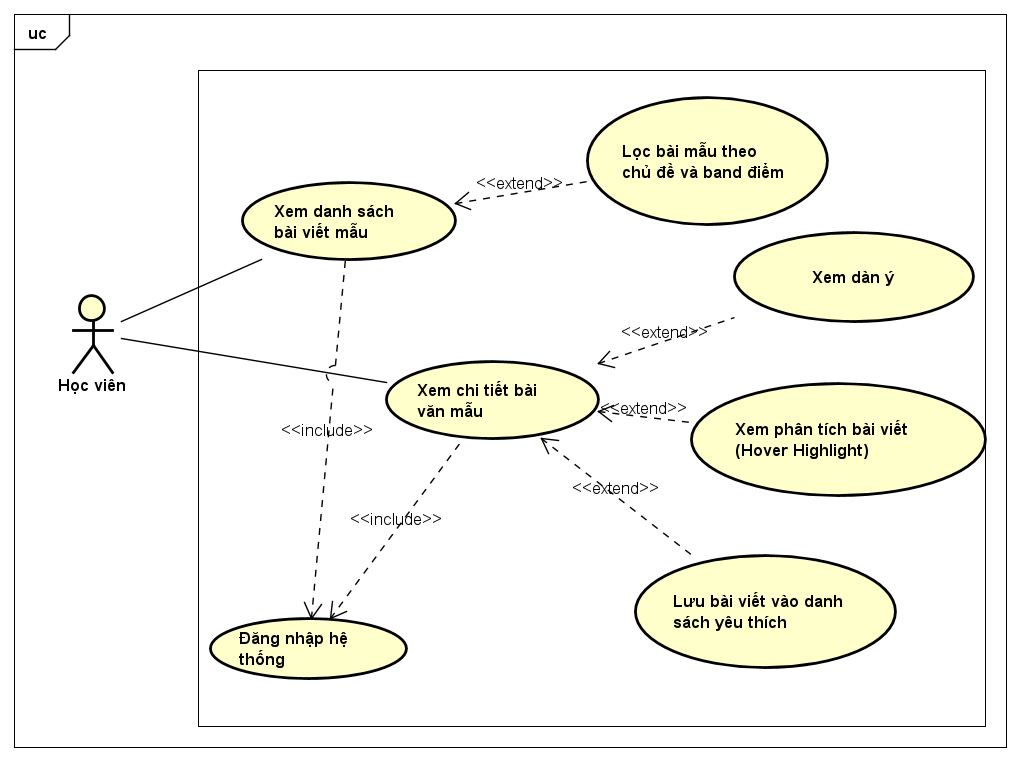 uc
Lọc bài mẫu theo
chủ đề và band điểm
<<extend>>
Xem danh sách
bài viết mẫu
Xem dàn ý
<<extend>>
Học viên
Xem chi tiết bài
văn mẫu
<<extend>>
Xem phân tích bài viết
(Hover Highlight)
<<include>>
<<extend>>
<<include>>
Lưu bài viết vào danh
sách yêu thích
Đăng nhập hệ
thống